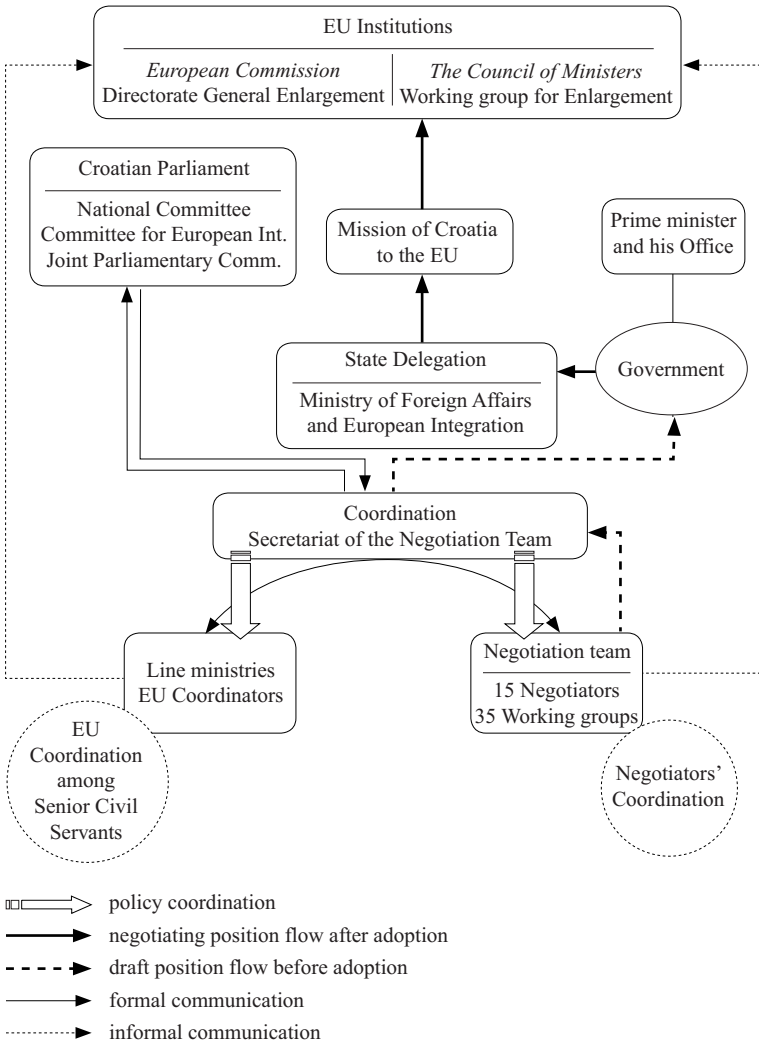 EU Institutions
European Commission
Directorate General Enlargement
The Council of Ministers
Working group for Enlargement
Croatian Parliament
National Committee
Committee for European Int.
Joint Parliamentary Comm.
Mission of Croatia
to the EU
Prime minister
and his Office
State Delegation
Ministry of Foreign Affairs
and European Integration
Government
Coordination
Secretariat of the Negotiation Team
Line ministries
EU Coordinators
Negotiation team
15 Negotiators
35 Working groups
EU
Coordination
among
Senior Civil
Servants
Negotiators’
Coordination
policy coordination
negotiating position flow after adoption
draft position flow before adoption
formal communication
informal communication